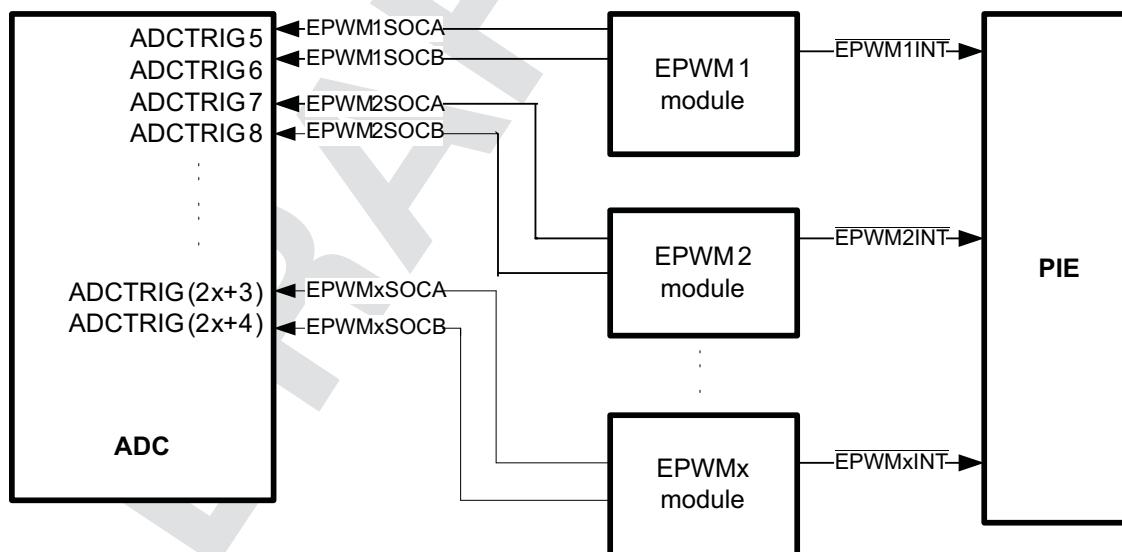 ADCTRIG5
ADCTRIG6
ADCTRIG7
ADCTRIG8
ADCTRIG(2x+3)
ADCTRIG(2x+4)
ADC
EPWM1SOCA
EPWM1SOCB
EPWM2SOCA
EPWM2SOCB
EPWMxSOCA
EPWMxSOCB
EPWM1
module
EPWM2
module
EPWMx
module
EPWM1INT
EPWM2INT
EPWMxINT
PIE